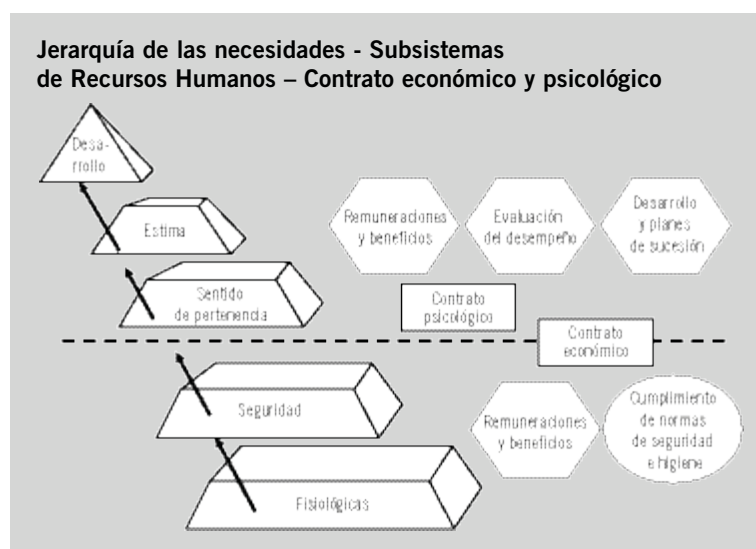 Jerarquía de las necesidades - Subsistemas
de Recursos Humanos – Contrato económico y psicológico
Desa-
rrollo
Estima
Sentido
de pertenencia
Remuneraciones
y beneficios
Evaluación
del desempeño
Desarrollo
y planes
de sucesión
Contrato
psicológico
Contrato
económico
Seguridad
Fisiológicas
Remuneraciones
y beneficios
Cumplimiento
de normas
de seguridad
e higiene